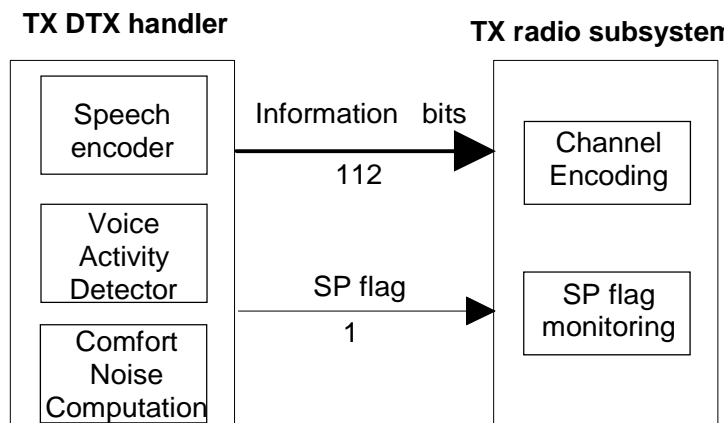 TX DTX handler
TX radio subsystem
Speech
encoder
Information bits
112
Channel
Encoding
Voice
Activity
Detector
SP flag
1
SP flag
monitoring
Comfort
Noise
Computation